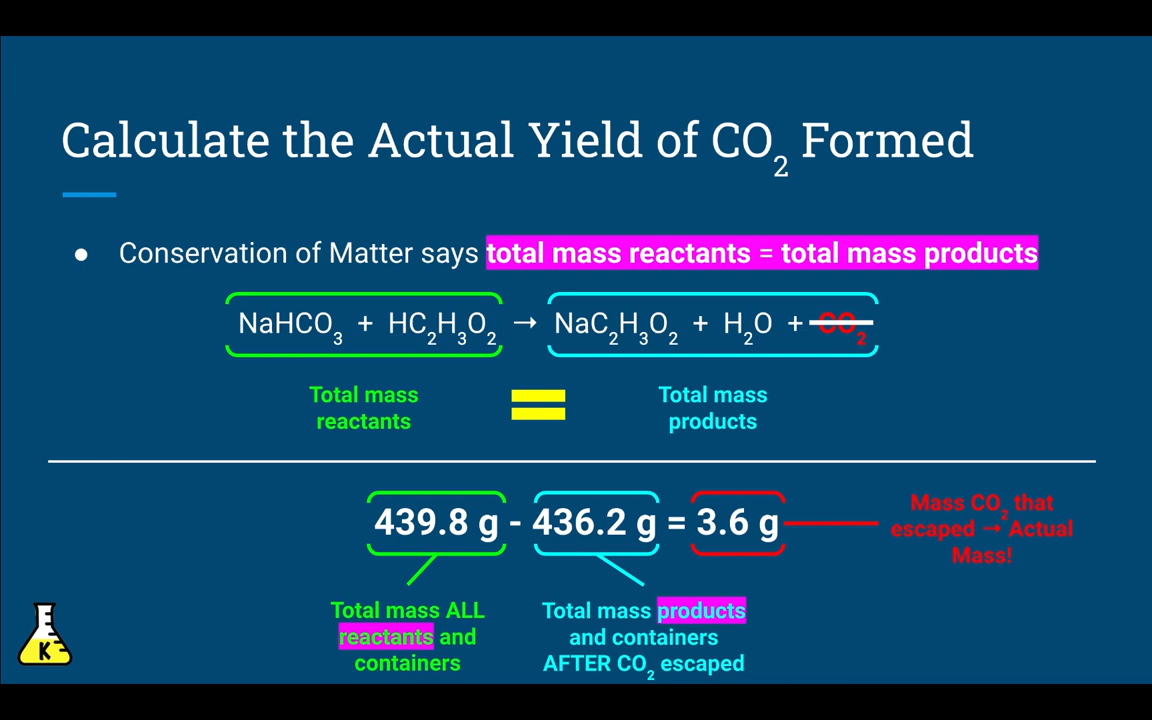 Calculate the Actual Yield of CO₂ Formed
● Conservation of Matter says total mass reactants = total mass products
NaHCO₃ + HC₂H₃O₂ → NaC₂H₃O₂ + H₂O + CO₂
Total mass
reactants
=
Total mass
products
439.8 g - 436.2 g = 3.6 g
Mass CO₂ that
escaped → Actual
Mass!
Total mass ALL
reactants and
containers
Total mass products
and containers
AFTER CO₂ escaped
K